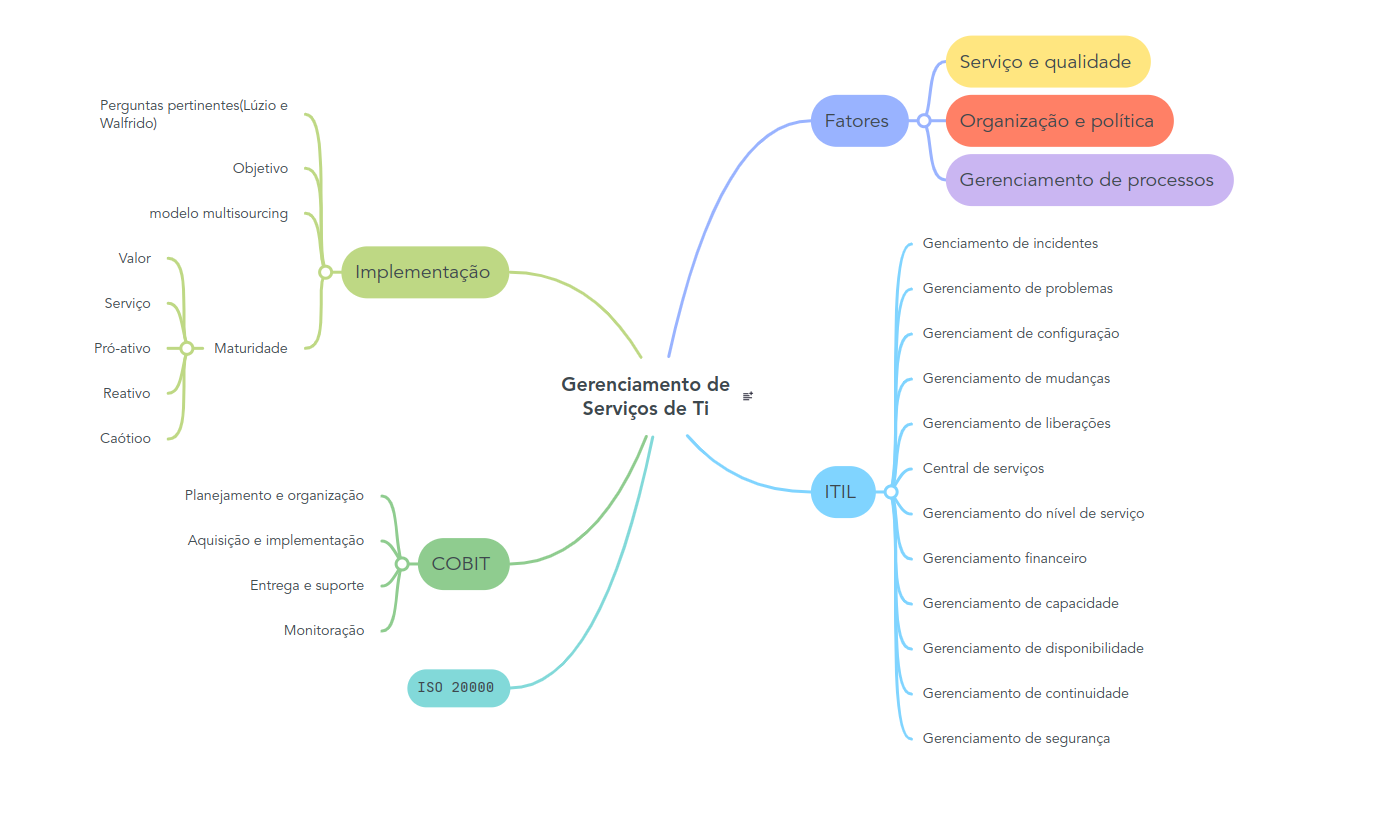 Gerenciamento de
Serviços de Ti
Fatores
Serviço e qualidade
Organização e política
Gerenciamento de processos
ITIL
Genciamento de incidentes
Gerenciamento de problemas
Gerenciament de configuração
Gerenciamento de mudanças
Gerenciamento de liberações
Central de serviços
Gerenciamento do nível de serviço
Gerenciamento financeiro
Gerenciamento de capacidade
Gerenciamento de disponibilidade
Gerenciamento de continuidade
Gerenciamento de segurança
Implementação
Perguntas pertinentes(Lúzio e
Walfrido)
Objetivo
modelo multisourcing
Maturidade
Valor
Serviço
Pró-ativo
Reativo
Caótioo
COBIT
Planejamento e organização
Aquisição e implementação
Entrega e suporte
Monitoração
ISO 20000